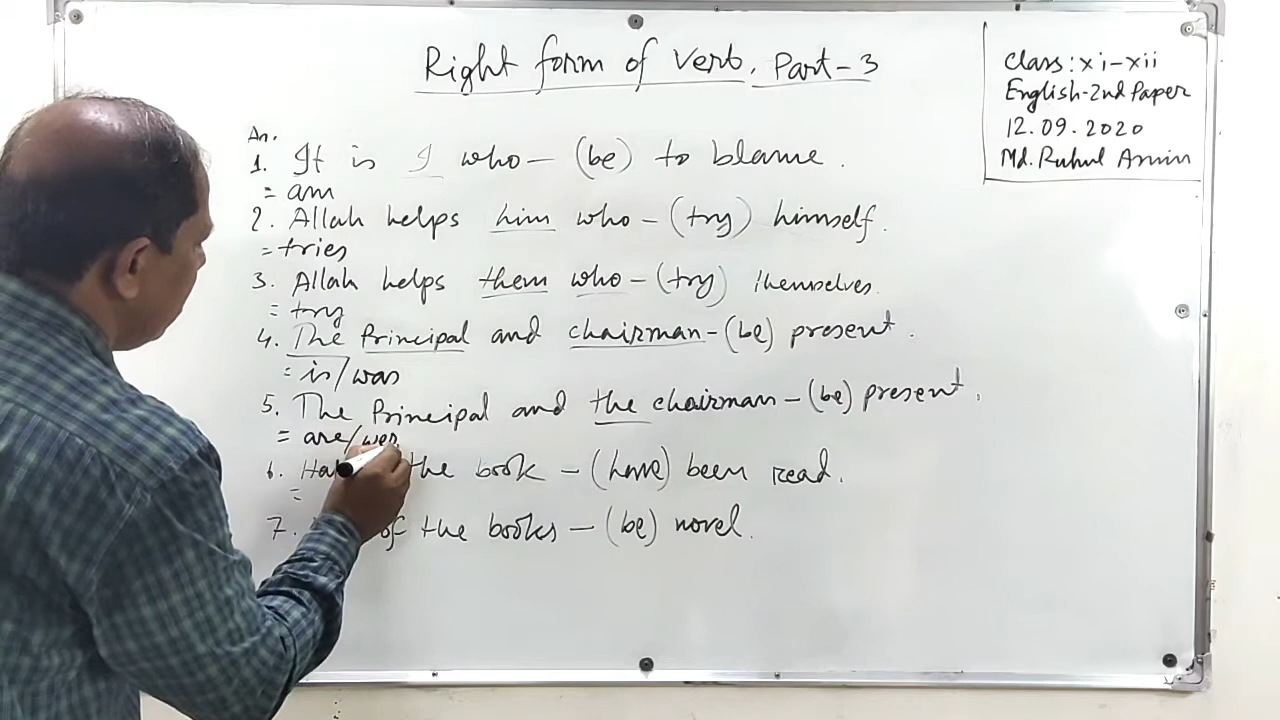 Right form of Verb. Part-3
Class: xi-xii
English-2nd Paper
12.09.2020
Md. Ruhul Amin
An.
1. It is I who - (be) to blame.
= am
2. Allah helps him who - (try) himself.
= tries
3. Allah helps them who - (try) themselves.
= try
4. The Principal and chairman - (be) present.
= is/was
5. The Principal and the chairman - (be) present.
= are/wer
6. the book - (have) been read.
=
7. of the books - (be) novel.